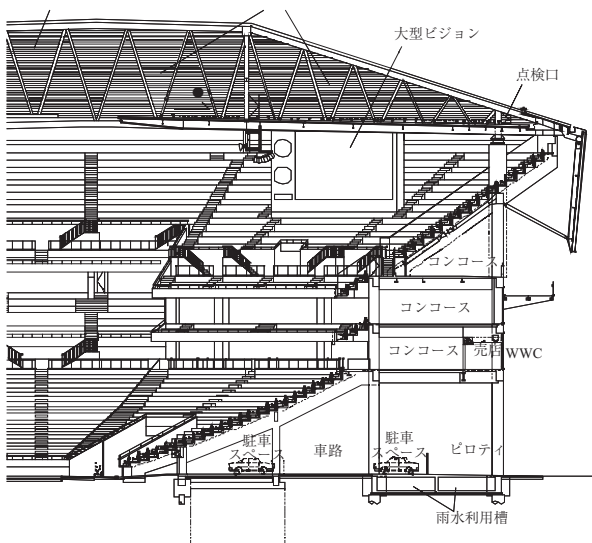 大型ビジョン
点検口
コンコース
コンコース
コンコース
売店
WWC
駐車
スペース
車路
駐車
スペース
ピロティ
雨水利用槽